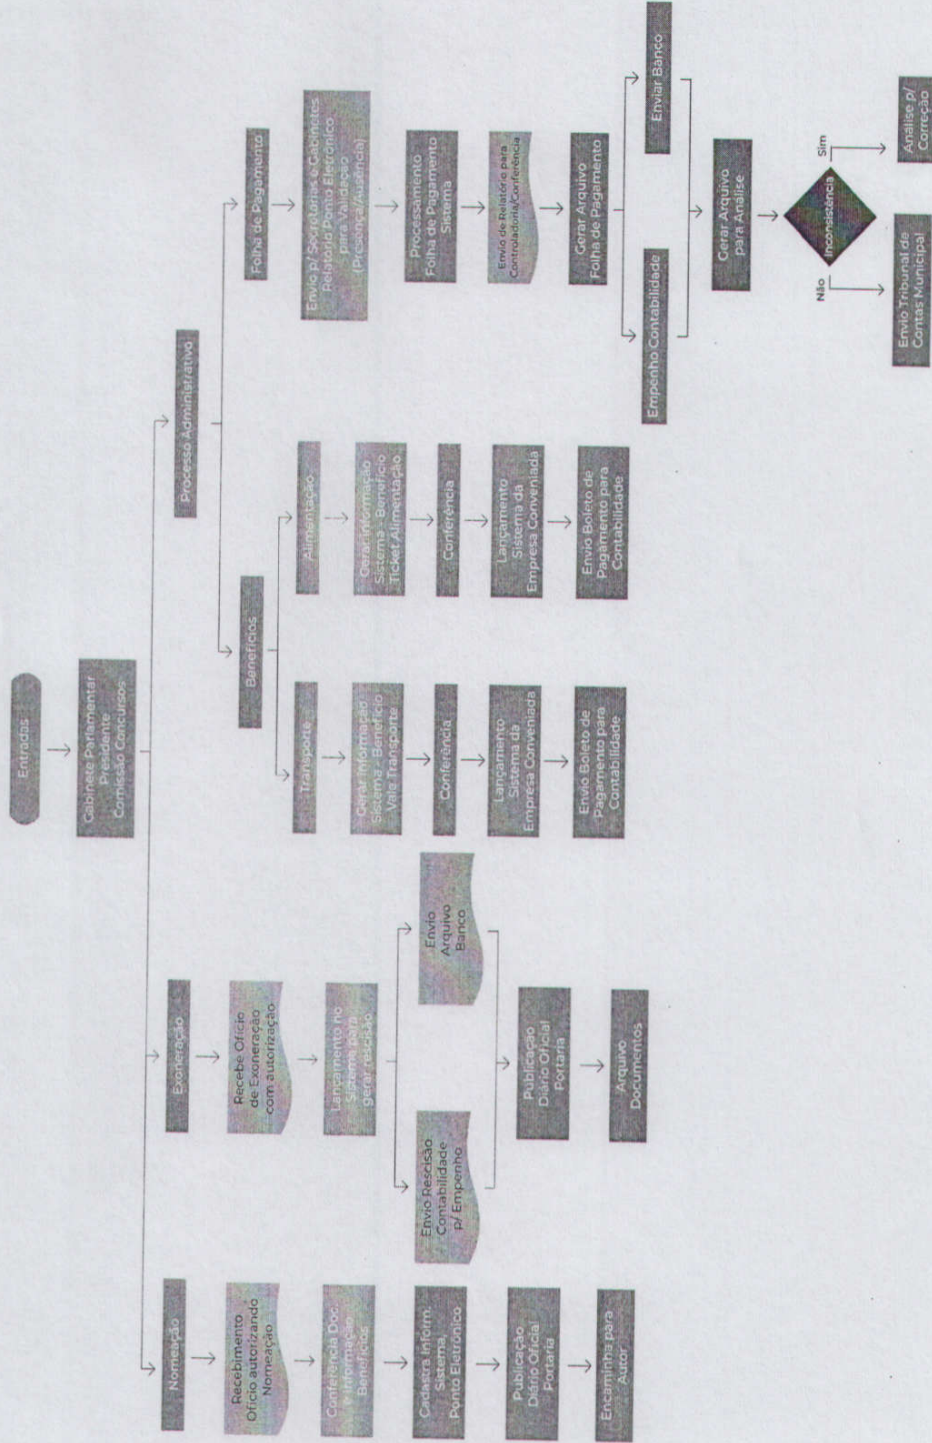 Entradas
Gabinete Parlamentar
Presidente
Comissão Concursos
Nomeação
Recebimento
Ofício autorizando
Nomeação
Conferência Doc.
e Informação
Benefícios
Cadastra Inform.
Sistema,
Ponto Eletrônico
Publicação
Diário Oficial
Portaria
Encaminha para
Autor
Exoneração
Recebe Ofício
de Exoneração
com autorização
Lançamento no
Sistema para
gerar rescisão
Envio Rescisão
Contabilidade
p/ Empenho
Envio
Arquivo
Banco
Publicação
Diário Oficial
Portaria
Arquivo
Documentos
Processo Administrativo
Benefícios
Transporte
Gerar Informação
Sistema - Benefício
Vale Transporte
Conferência
Lançamento
Sistema da
Empresa Conveniada
Envio Boleto de
Pagamento para
Contabilidade
Alimentação
Gerar Informação
Sistema - Benefício
Ticket Alimentação
Conferência
Lançamento
Sistema da
Empresa Conveniada
Envio Boleto de
Pagamento para
Contabilidade
Folha de Pagamento
Envio p/ Secretarias e Gabinetes
Relatório Ponto Eletrônico
para Validação
(Presença/Ausência)
Processamento
Folha de Pagamento
Sistema
Envio de Relatório para
Controladoria/Conferência
Gerar Arquivo
Folha de Pagamento
Empenho Contabilidade
Enviar Banco
Gerar Arquivo
para Análise
Inconsistência
Não
Sim
Envio Tribunal de
Contas Municipal
Análise p/
Correção